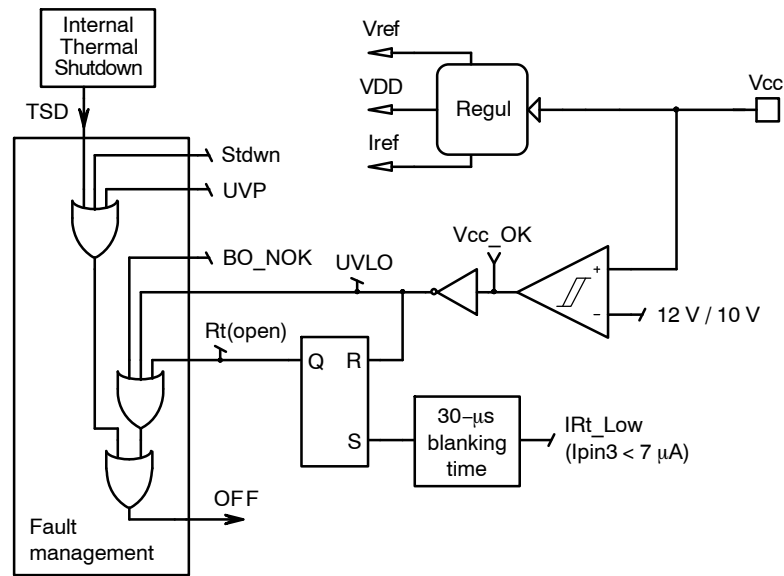 Internal
Thermal
Shutdown
TSD
Stdwn
UVP
BO_NOK
UVLO
Rt(open)
Vref
VDD
Iref
Regul
Vcc
Vcc_OK
+
−
12 V / 10 V
Q
R
S
30−μs
blanking
time
IRt_Low
(Ipin3 < 7 μA)
OFF
Fault
management